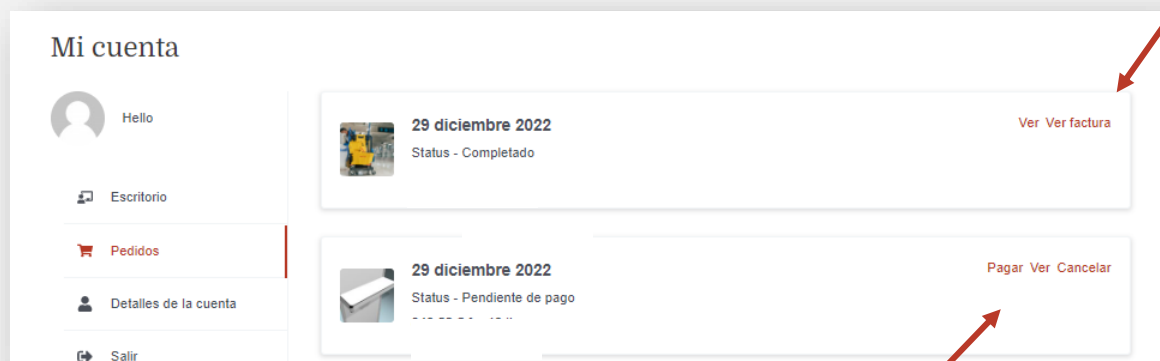 Mi cuenta
Hello
Escritorio
Pedidos
Detalles de la cuenta
Salir
29 diciembre 2022
Status - Completado
Ver Ver factura
29 diciembre 2022
Status - Pendiente de pago
Pagar Ver Cancelar